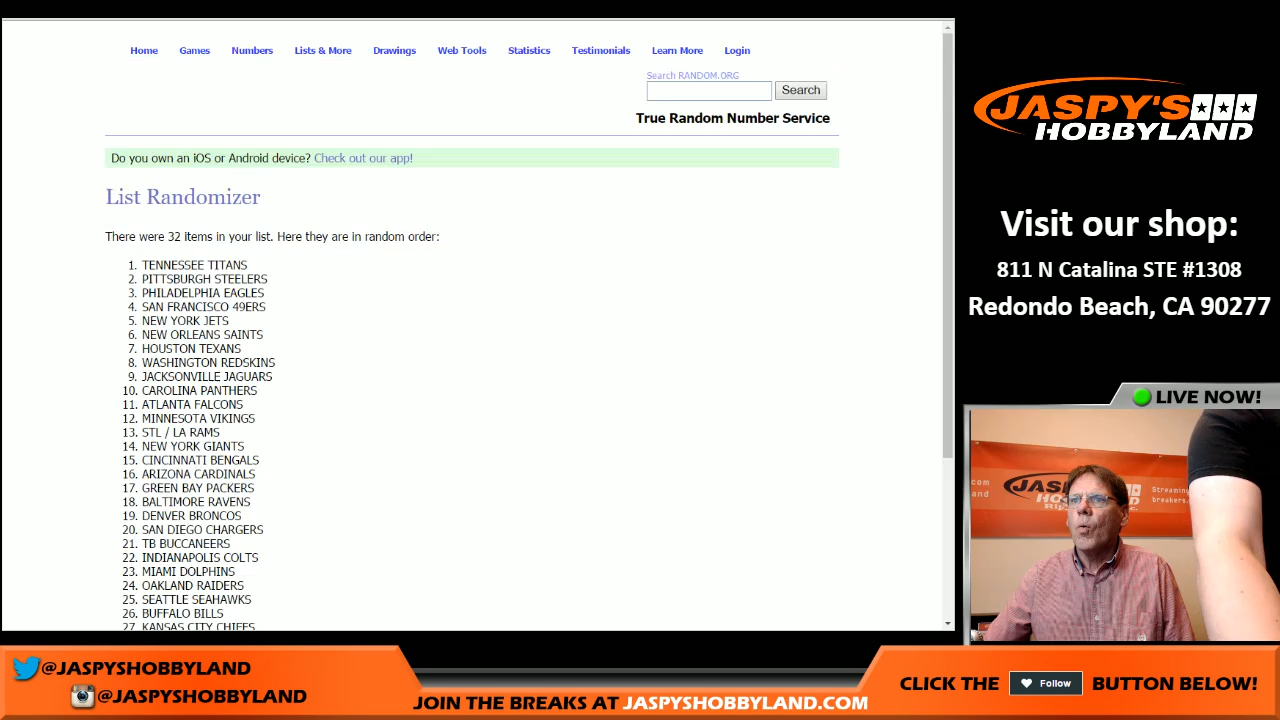 Home Games Numbers Lists & More Drawings Web Tools Statistics Testimonials Learn More Login
Search RANDOM.ORG
Search
True Random Number Service
Do you own an iOS or Android device? Check out our app!
List Randomizer
There were 32 items in your list. Here they are in random order:
1. TENNESSEE TITANS
2. PITTSBURGH STEELERS
3. PHILADELPHIA EAGLES
4. SAN FRANCISCO 49ERS
5. NEW YORK JETS
6. NEW ORLEANS SAINTS
7. HOUSTON TEXANS
8. WASHINGTON REDSKINS
9. JACKSONVILLE JAGUARS
10. CAROLINA PANTHERS
11. ATLANTA FALCONS
12. MINNESOTA VIKINGS
13. STL / LA RAMS
14. NEW YORK GIANTS
15. CINCINNATI BENGALS
16. ARIZONA CARDINALS
17. GREEN BAY PACKERS
18. BALTIMORE RAVENS
19. DENVER BRONCOS
20. SAN DIEGO CHARGERS
21. TB BUCCANEERS
22. INDIANAPOLIS COLTS
23. MIAMI DOLPHINS
24. OAKLAND RAIDERS
25. SEATTLE SEAHAWKS
26. BUFFALO BILLS
27. KANSAS CITY CHIEFS
JASPY'S
HOBBYLAND
Visit our shop:
811 N Catalina STE #1308
Redondo Beach, CA 90277
LIVE NOW!
Streaming
breakers.
@JASPYSHOBBYLAND
@JASPYSHOBBYLAND
JOIN THE BREAKS AT JASPYSHOBBYLAND.COM
CLICK THE Follow BUTTON BELOW!